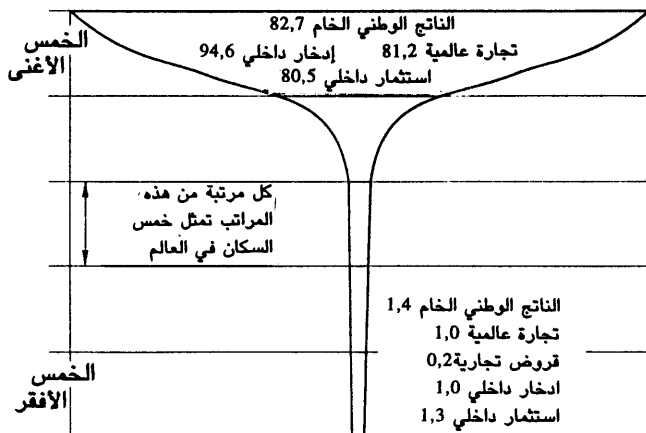 الناتج الوطني الخام 82,7
تجارة عالمية 81,2 إدخار داخلي 94,6
استثمار داخلي 80,5
الخمس
الأغنى
كل مرتبة من هذه
المراتب تمثل خمس
السكان في العالم
الناتج الوطني الخام 1,4
تجارة عالمية 1,0
قروض تجارية0,2
ادخار داخلي 1,0
استثمار داخلي 1,3
الخمس
الأفقر